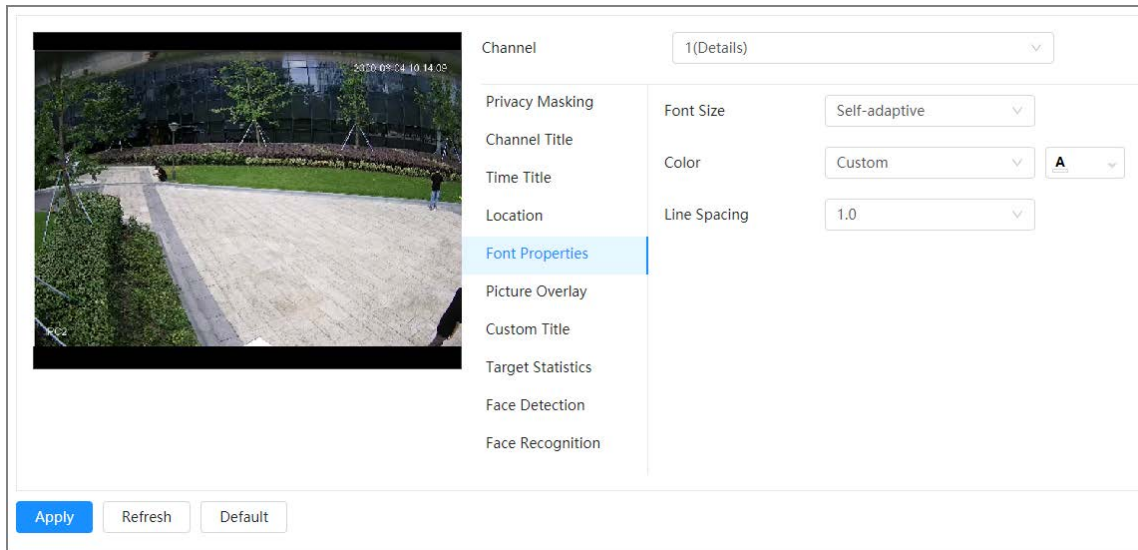 Channel
1(Details)
2020-09-04 10:14:09
Privacy Masking
Channel Title
Time Title
Location
Font Properties
Picture Overlay
Custom Title
Target Statistics
Face Detection
Face Recognition
Font Size
Self-adaptive
Color
Custom
A
Line Spacing
1.0
Apply
Refresh
Default